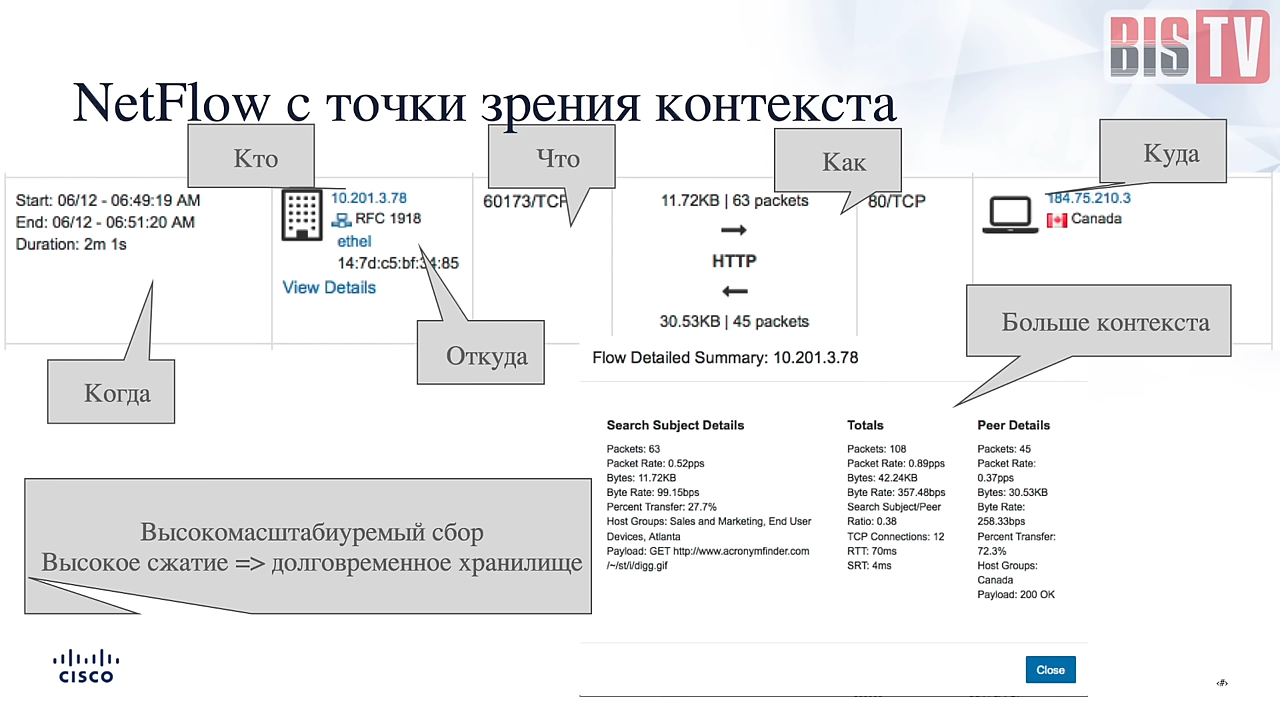 BISTV
NetFlow с точки зрения контекста
Кто
Что
Как
Куда
Start: 06/12 - 06:49:19 AM
End: 06/12 - 06:51:20 AM
Duration: 2m 1s
10.201.3.78
RFC 1918
ethel
14:7d:c5:bf:34:85
View Details
60173/TCP
11.72KB | 63 packets
HTTP
30.53KB | 45 packets
80/TCP
184.75.210.3
Canada
Когда
Откуда
Больше контекста
Flow Detailed Summary: 10.201.3.78
Search Subject Details
Packets: 63
Packet Rate: 0.52pps
Bytes: 11.72KB
Byte Rate: 99.15bps
Percent Transfer: 27.7%
Host Groups: Sales and Marketing, End User
Devices, Atlanta
Payload: GET http://www.acronymfinder.com
/~/st/i/digg.gif
Totals
Packets: 108
Packet Rate: 0.89pps
Bytes: 42.24KB
Byte Rate: 357.48bps
Search Subject/Peer
Ratio: 0.38
TCP Connections: 12
RTT: 70ms
SRT: 4ms
Peer Details
Packets: 45
Packet Rate:
0.37pps
Bytes: 30.53KB
Byte Rate:
258.33bps
Percent Transfer:
72.3%
Host Groups:
Canada
Payload: 200 OK
Высокомасштабиуремый сбор
Высокое сжатие => долговременное хранилище
CISCO
Close
‹#›